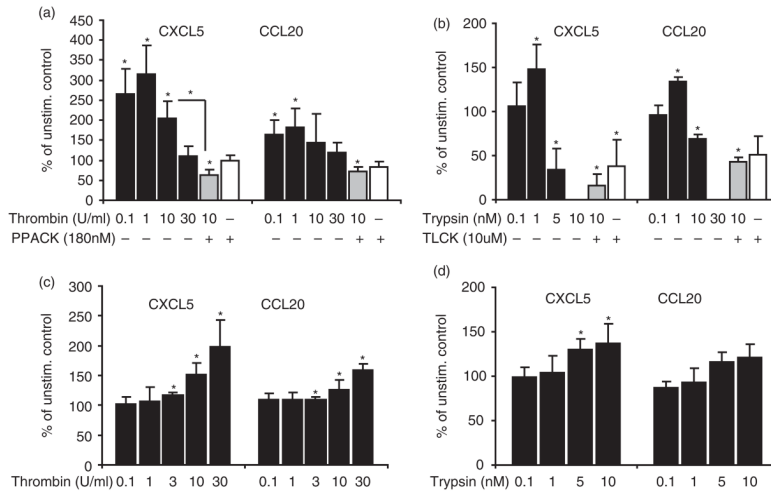 (a)
CXCL5 CCL20
% of unstim. control
450
400
350
300
250
200
150
100
50
0
* * * * * * * *
Thrombin (U/ml) 0.1 1 10 30 10 – 0.1 1 10 30 10 –
PPACK (180nM) – – – – + + – – – – + +
(b)
CXCL5 CCL20
% of unstim. control
200
150
100
50
0
* * * * * * *
Trypsin (nM) 0.1 1 5 10 10 – 0.1 1 10 30 10 –
TLCK (10uM) – – – – + + – – – – + +
(c)
CXCL5 CCL20
% of unstim. control
300
250
200
150
100
50
0
* * * * * *
Thrombin (U/ml) 0.1 1 3 10 30 0.1 1 3 10 30
(d)
CXCL5 CCL20
% of unstim. control
200
150
100
50
0
* *
Trypsin (nM) 0.1 1 5 10 0.1 1 5 10